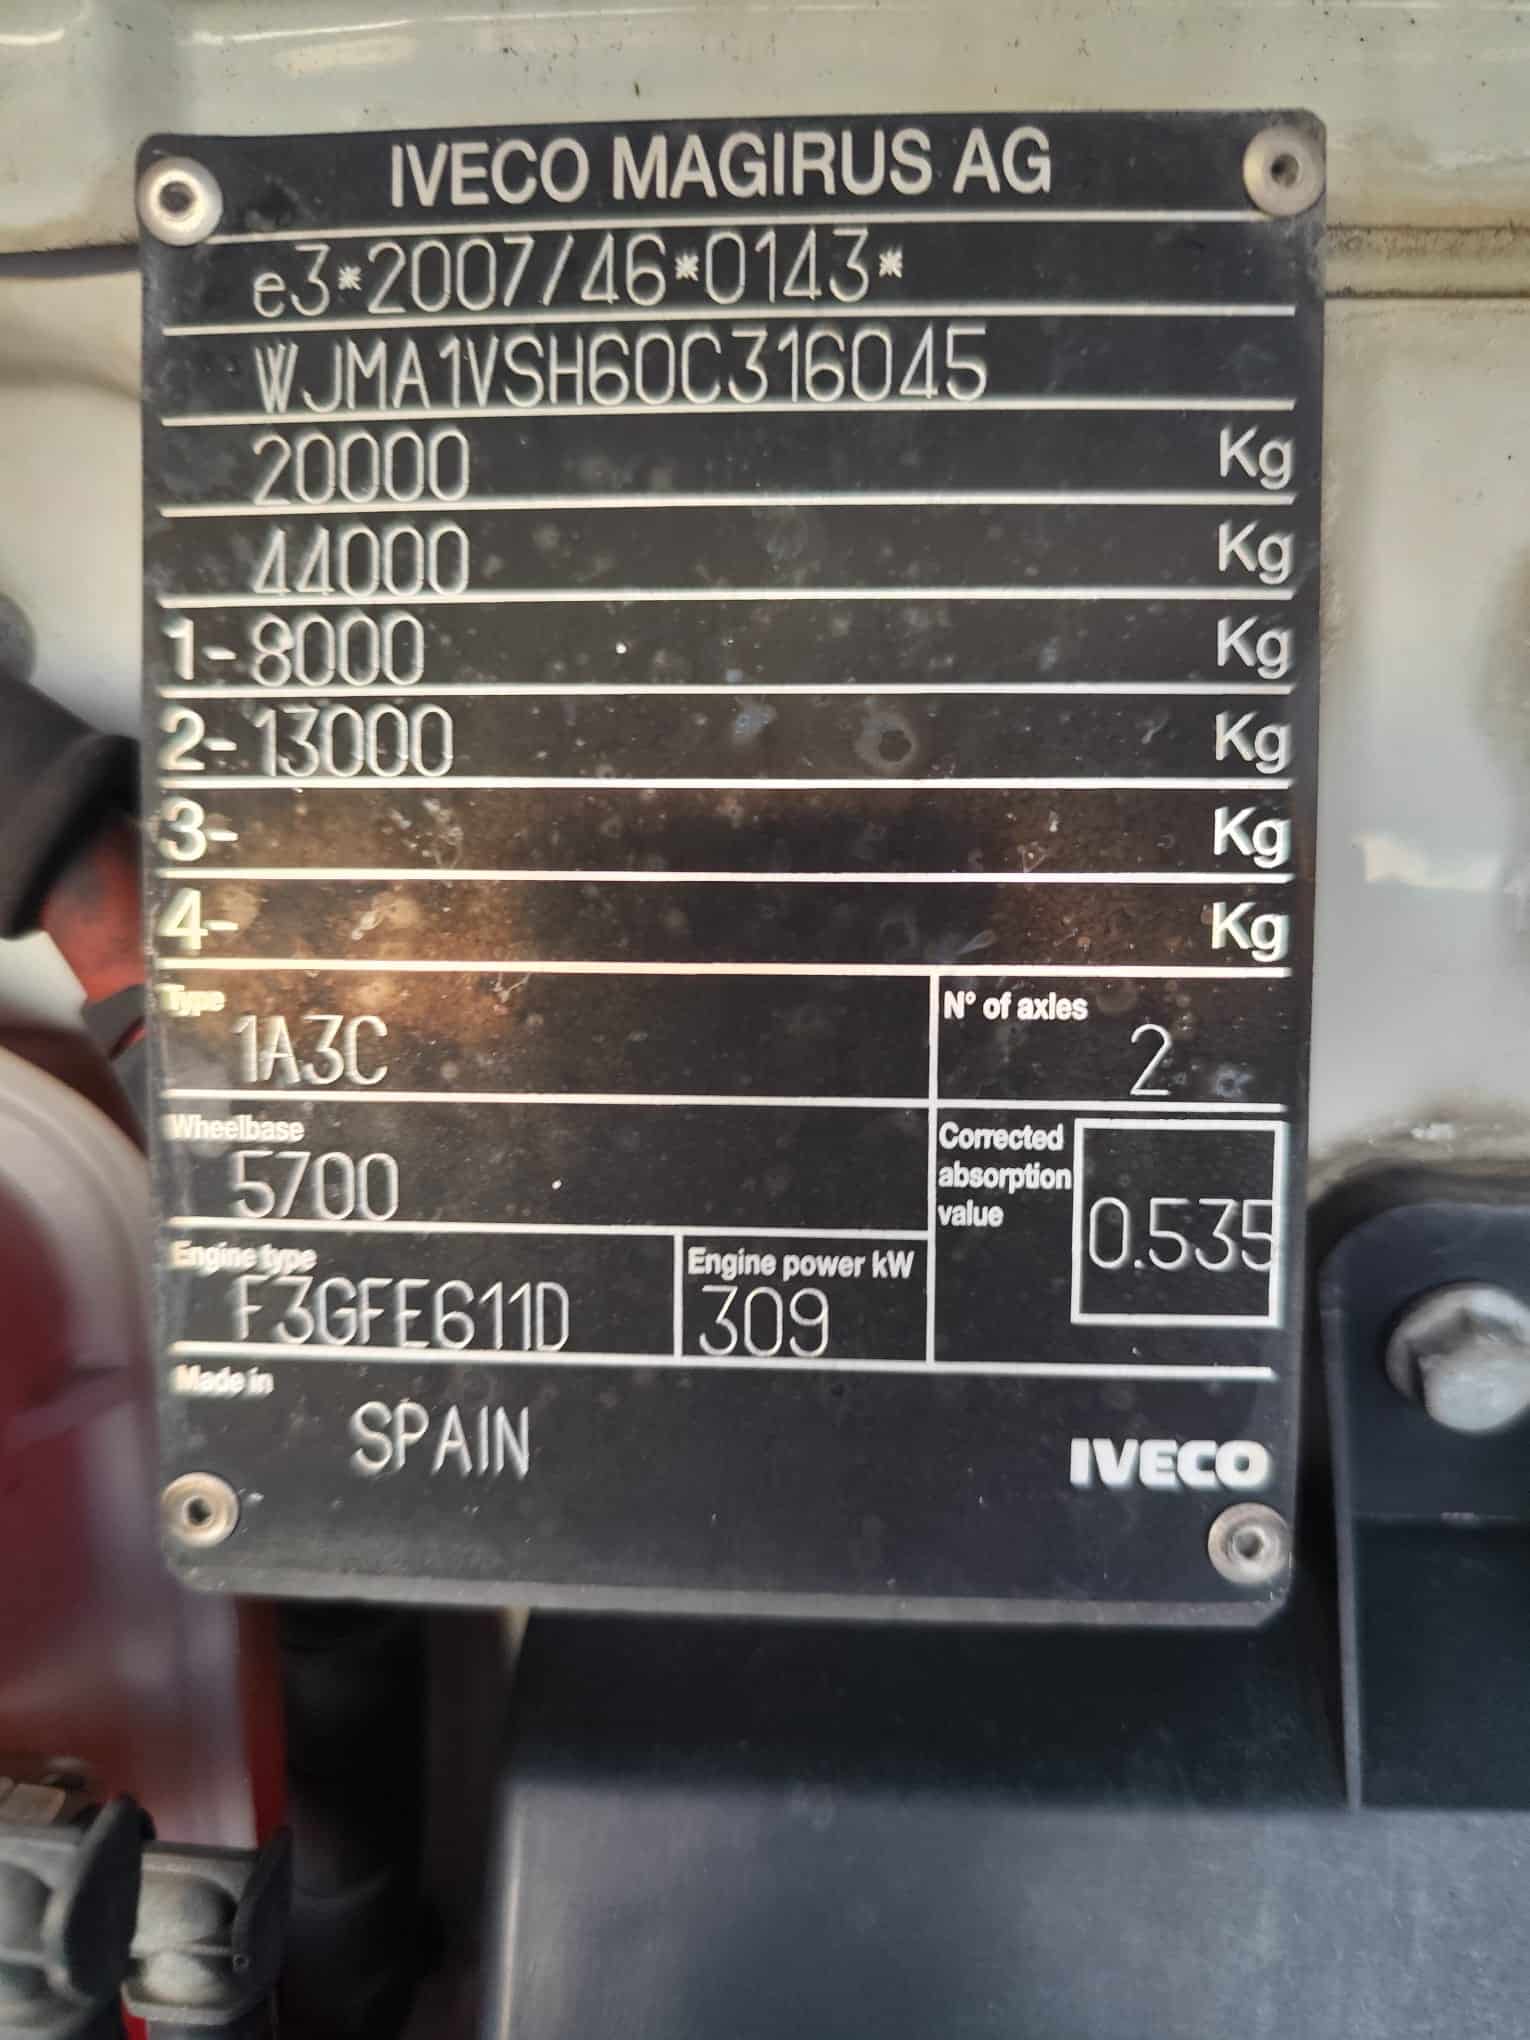 IVECO MAGIRUS AG
e3*2007/46*0143*
WJMA1VSH60C316045
20000 Kg
44000 Kg
1- 8000 Kg
2- 13000 Kg
3- Kg
4- Kg
Type
1A3C
N° of axles
2
Wheelbase
5700
Corrected
absorption
value
0.535
Engine type
F3GFE611D
Engine power kW
309
Made in
SPAIN
IVECO